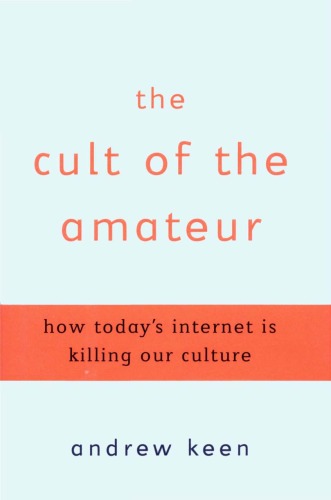 the
cult of the
amateur
how today's internet is
killing our culture
andrew keen